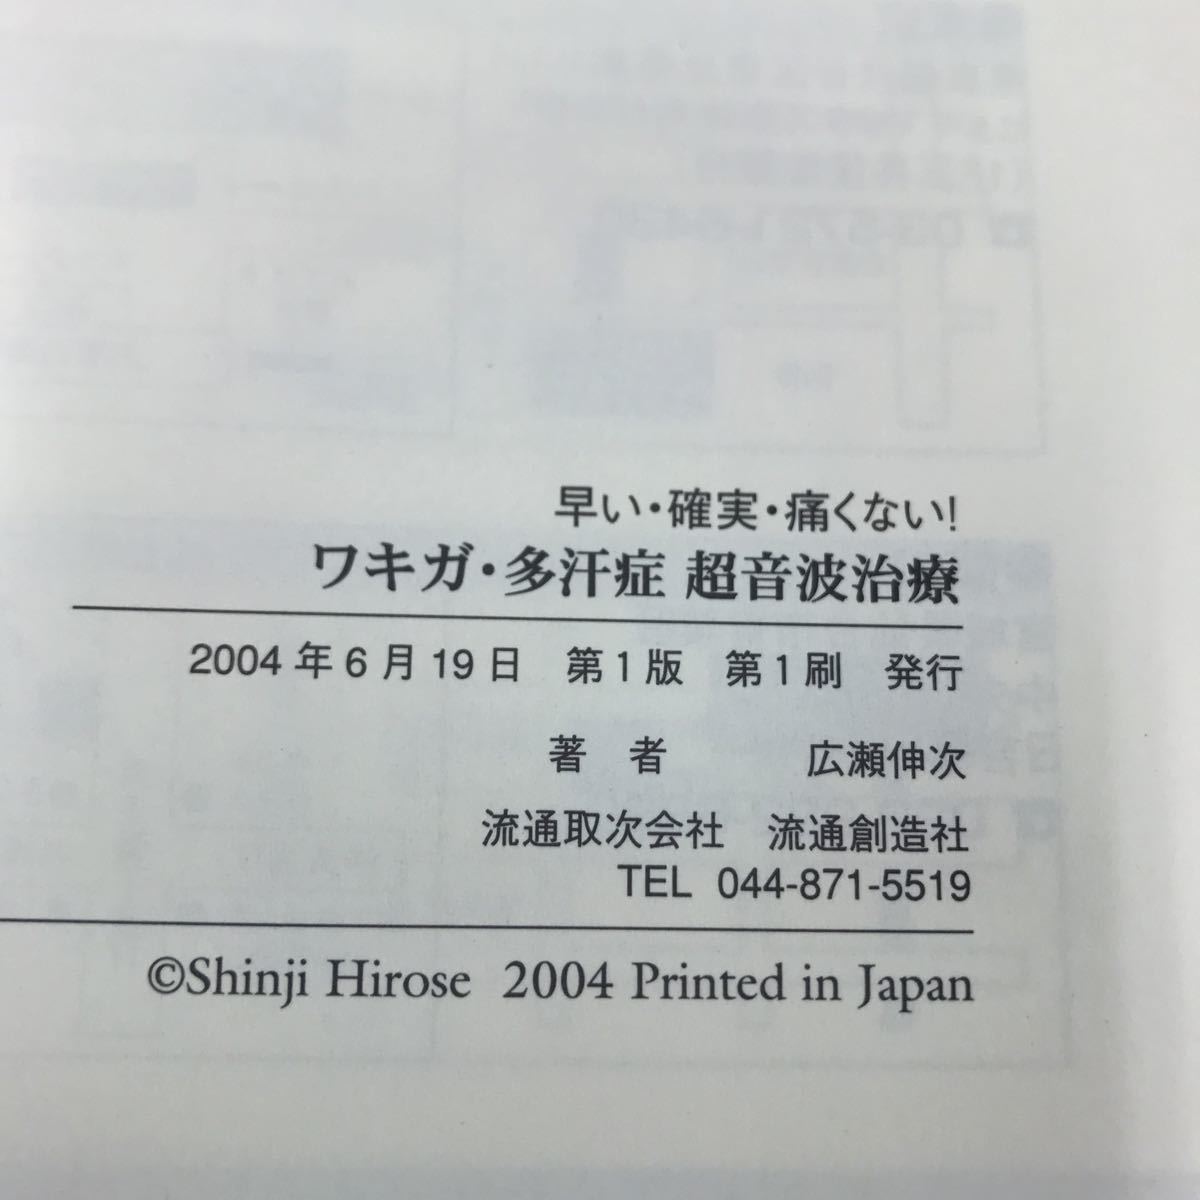 早い・確実・痛くない!
ワキガ・多汗症 超音波治療
2004年6月19日 第1版 第1刷 発行
著 者 広瀬伸次
流通取次会社 流通創造社
TEL 044-871-5519
©Shinji Hirose 2004 Printed in Japan